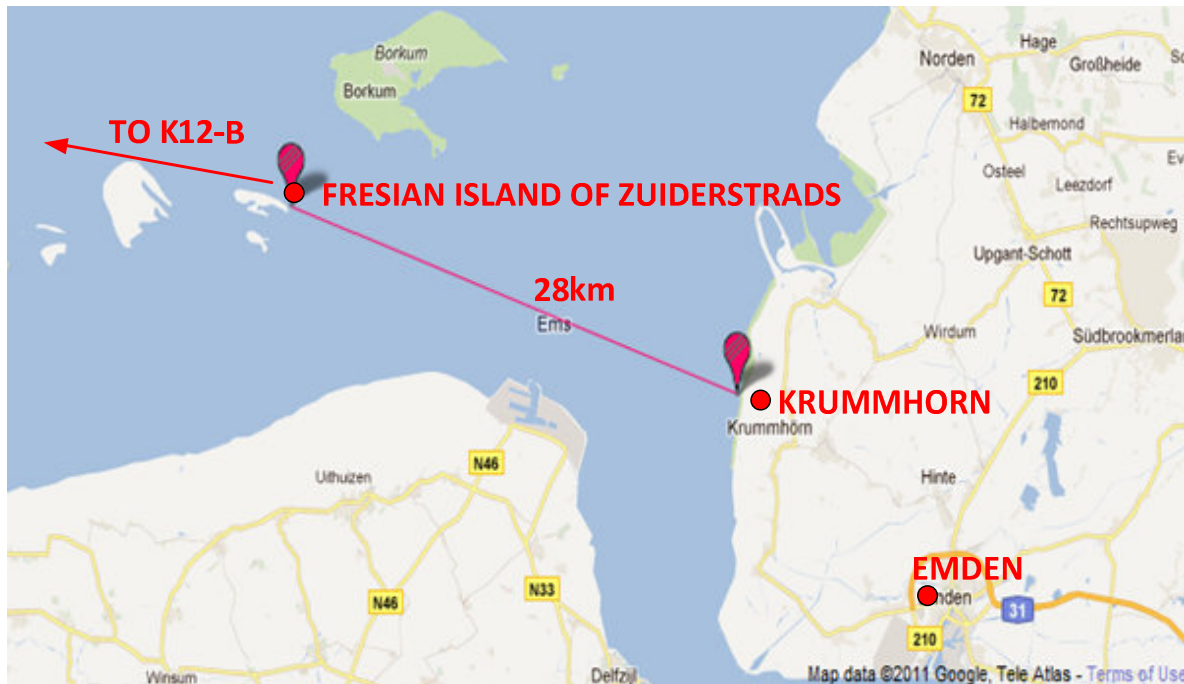 Borkum
Borkum
TO K12-B
FRESIAN ISLAND OF ZUIDERSTRADS
28km
Ems
KRUMMHORN
Krummhörn
EMDEN
nden
Norden
Hage
Großheide
72
Halbemond
Osteel
Leezdorf
Rechtsupweg
Upgant-Schott
72
Wirdum
Südbrookmerlan
210
Hinte
31
210
Uithuizen
N46
N46
N33
Winsum
Delfzijl
Map data ©2011 Google, Tele Atlas - Terms of Use